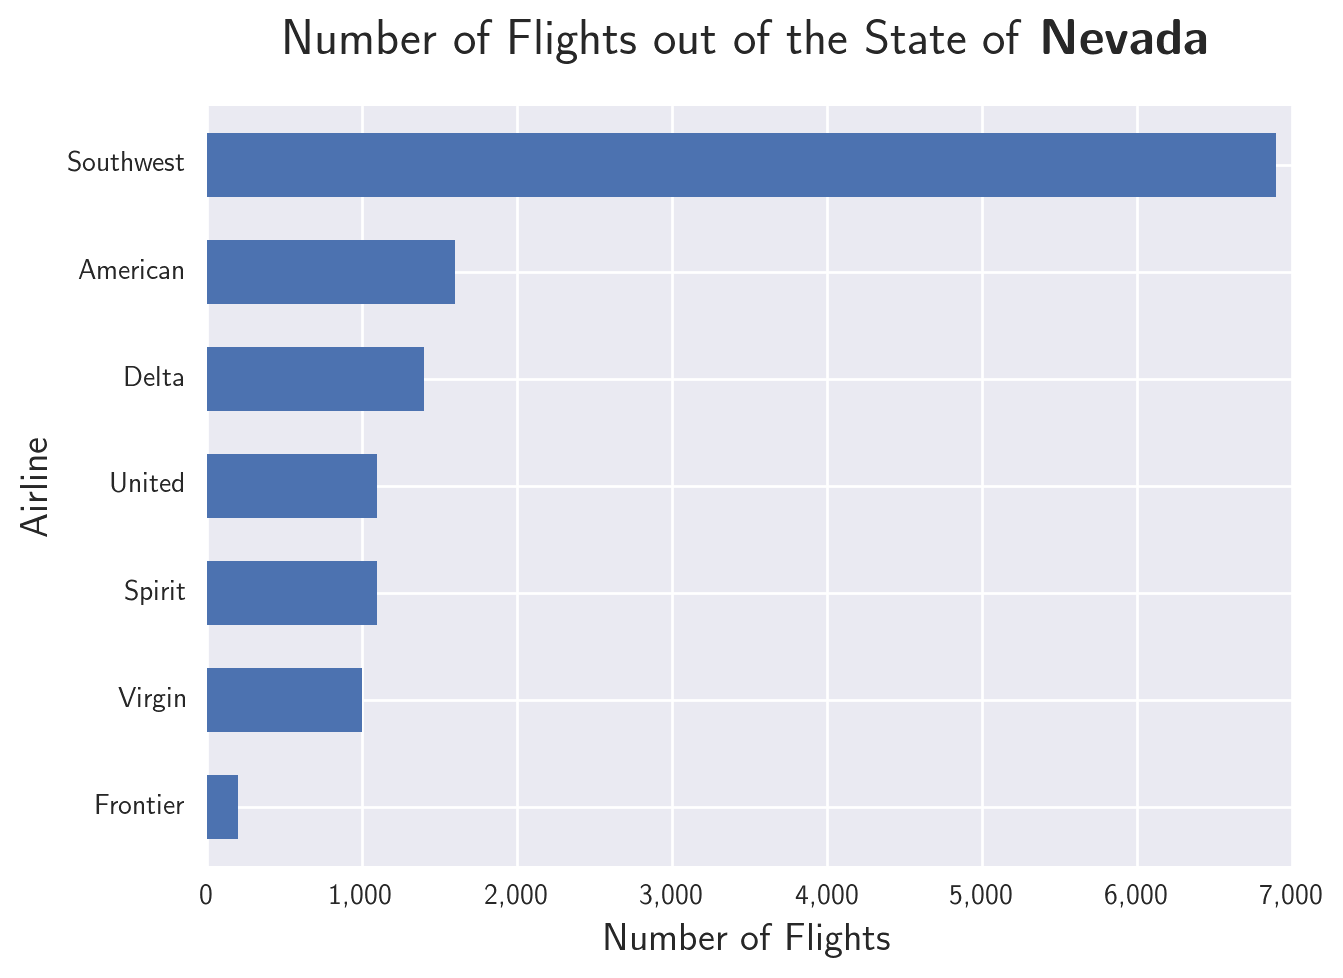 Number of Flights out of the State of Nevada
Southwest
American
Delta
United
Spirit
Virgin
Frontier
Airline
0 1,000 2,000 3,000 4,000 5,000 6,000 7,000
Number of Flights